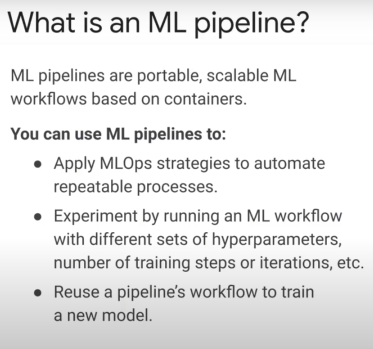 What is an ML pipeline?
ML pipelines are portable, scalable ML
workflows based on containers.
You can use ML pipelines to:
● Apply MLOps strategies to automate
repeatable processes.
● Experiment by running an ML workflow
with different sets of hyperparameters,
number of training steps or iterations, etc.
● Reuse a pipeline's workflow to train
a new model.